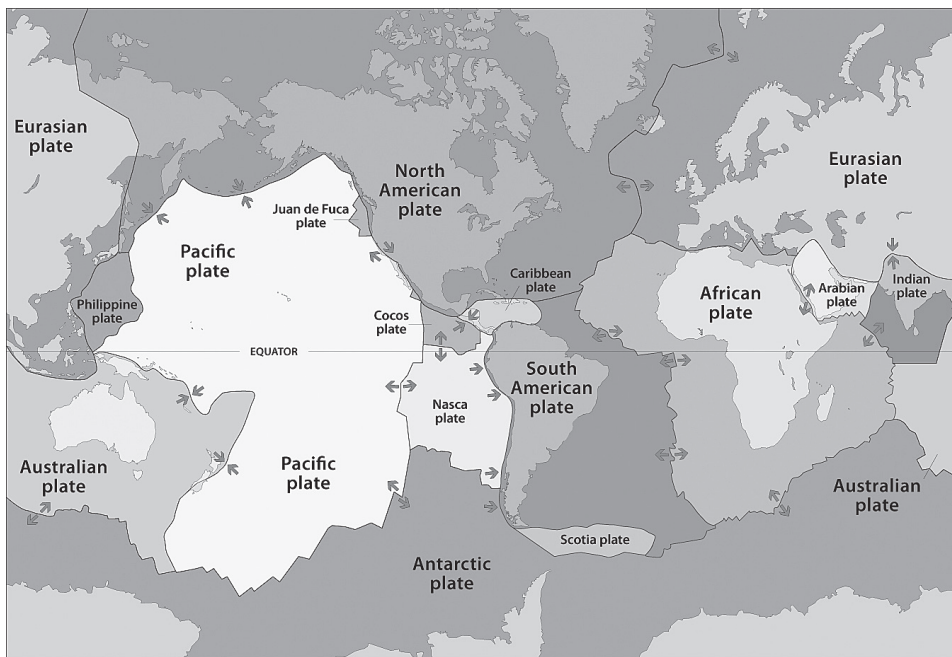 Eurasian
plate
North
American
plate
Eurasian
plate
Juan de Fuca
plate
Pacific
plate
Philippine
plate
Caribbean
plate
Cocos
plate
African
plate
Arabian
plate
Indian
plate
EQUATOR
South
American
plate
Nasca
plate
Australian
plate
Pacific
plate
Australian
plate
Scotia plate
Antarctic
plate